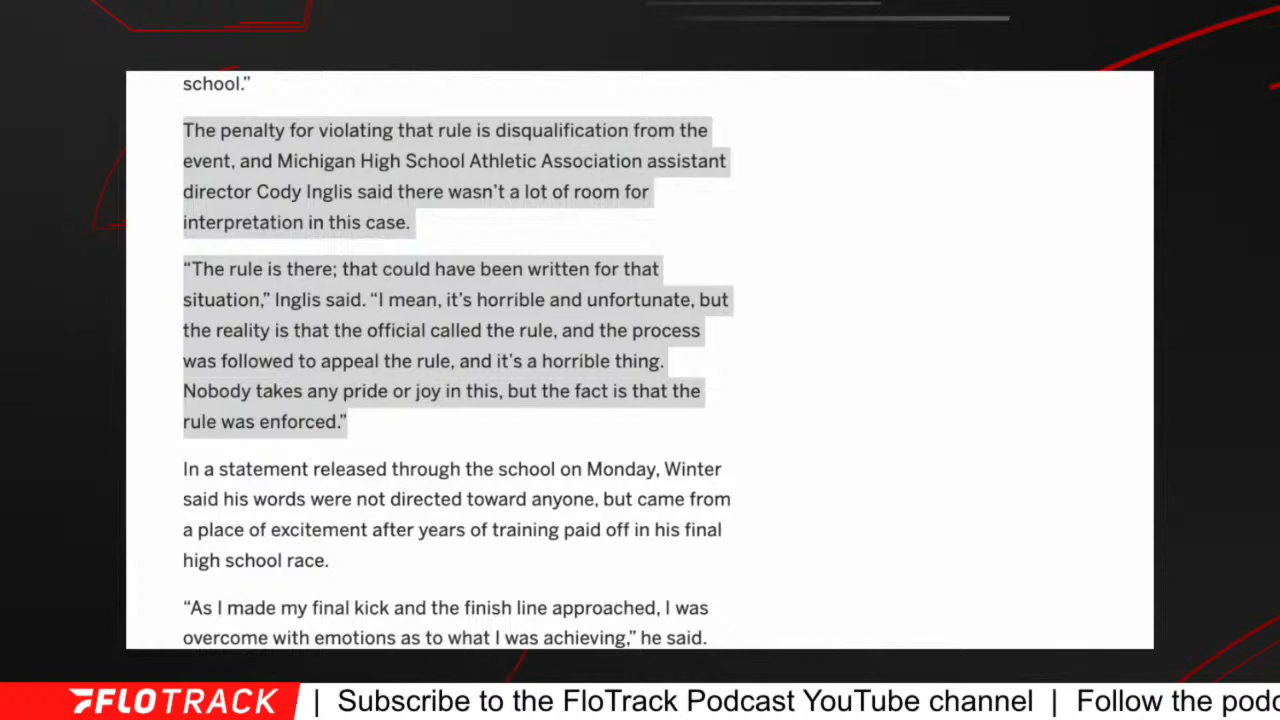 school.”
The penalty for violating that rule is disqualification from the
event, and Michigan High School Athletic Association assistant
director Cody Inglis said there wasn’t a lot of room for
interpretation in this case.
“The rule is there; that could have been written for that
situation,” Inglis said. “I mean, it’s horrible and unfortunate, but
the reality is that the official called the rule, and the process
was followed to appeal the rule, and it’s a horrible thing.
Nobody takes any pride or joy in this, but the fact is that the
rule was enforced.”
In a statement released through the school on Monday, Winter
said his words were not directed toward anyone, but came from
a place of excitement after years of training paid off in his final
high school race.
“As I made my final kick and the finish line approached, I was
overcome with emotions as to what I was achieving,” he said.
FLOTRACK | Subscribe to the FloTrack Podcast YouTube channel | Follow the podc